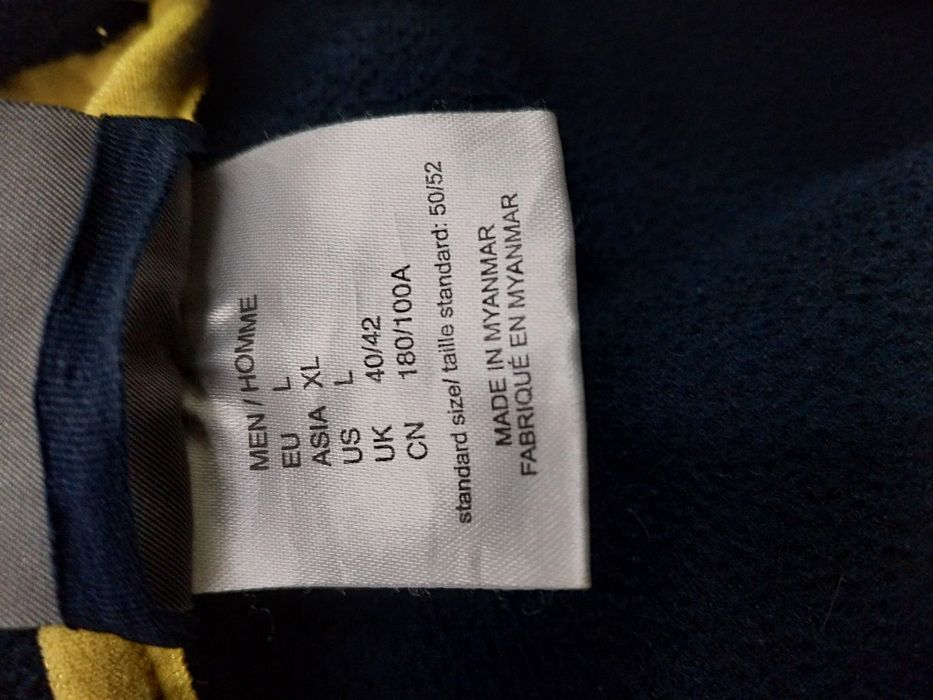 MEN / HOMME
EU L
ASIA XL
US L
UK 40/42
CN 180/100A
standard size/ taille standard: 50/52
MADE IN MYANMAR
FABRIQUÉ EN MYANMAR